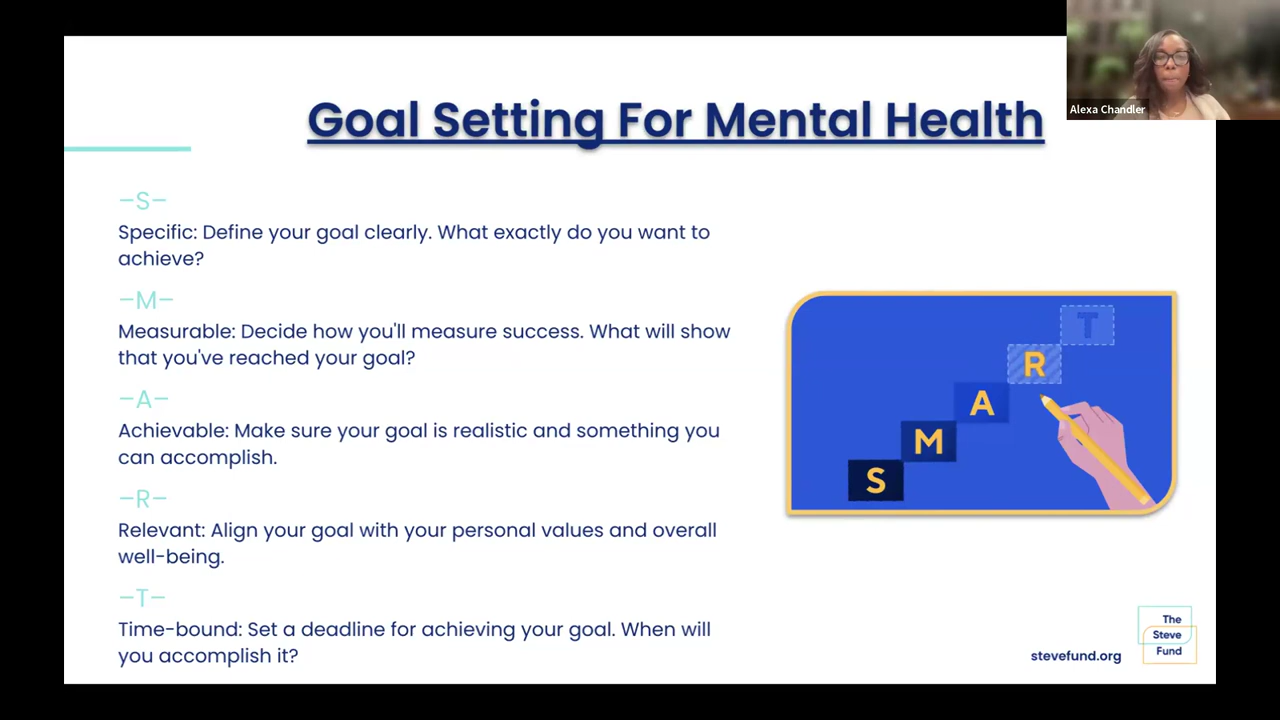 Goal Setting For Mental Health
Alexa Chandler
–S–
Specific: Define your goal clearly. What exactly do you want to
achieve?
–M–
Measurable: Decide how you'll measure success. What will show
that you've reached your goal?
–A–
Achievable: Make sure your goal is realistic and something you
can accomplish.
–R–
Relevant: Align your goal with your personal values and overall
well-being.
–T–
Time-bound: Set a deadline for achieving your goal. When will
you accomplish it?
S
M
A
R
T
stevefund.org
The
Steve
Fund